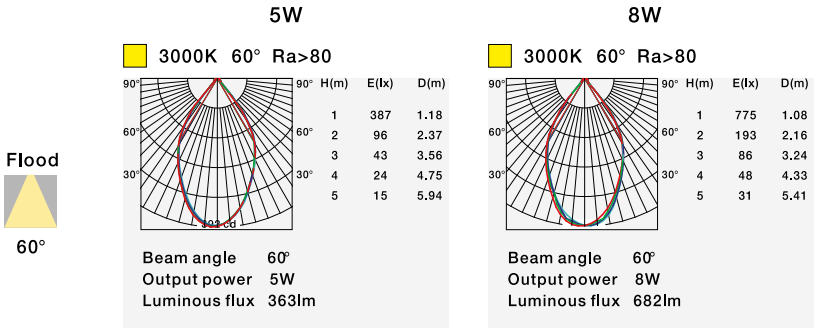 5W
8W
3000K 60° Ra>80
3000K 60° Ra>80
90° 90° H(m) E(lx) D(m)
1 387 1.18
60° 60° 2 96 2.37
3 43 3.56
30° 30° 4 24 4.75
5 15 5.94
cd
90° 90° H(m) E(lx) D(m)
1 775 1.08
60° 60° 2 193 2.16
3 86 3.24
30° 30° 4 48 4.33
5 31 5.41
Flood
60°
Beam angle 60°
Output power 5W
Luminous flux 363lm
Beam angle 60°
Output power 8W
Luminous flux 682lm